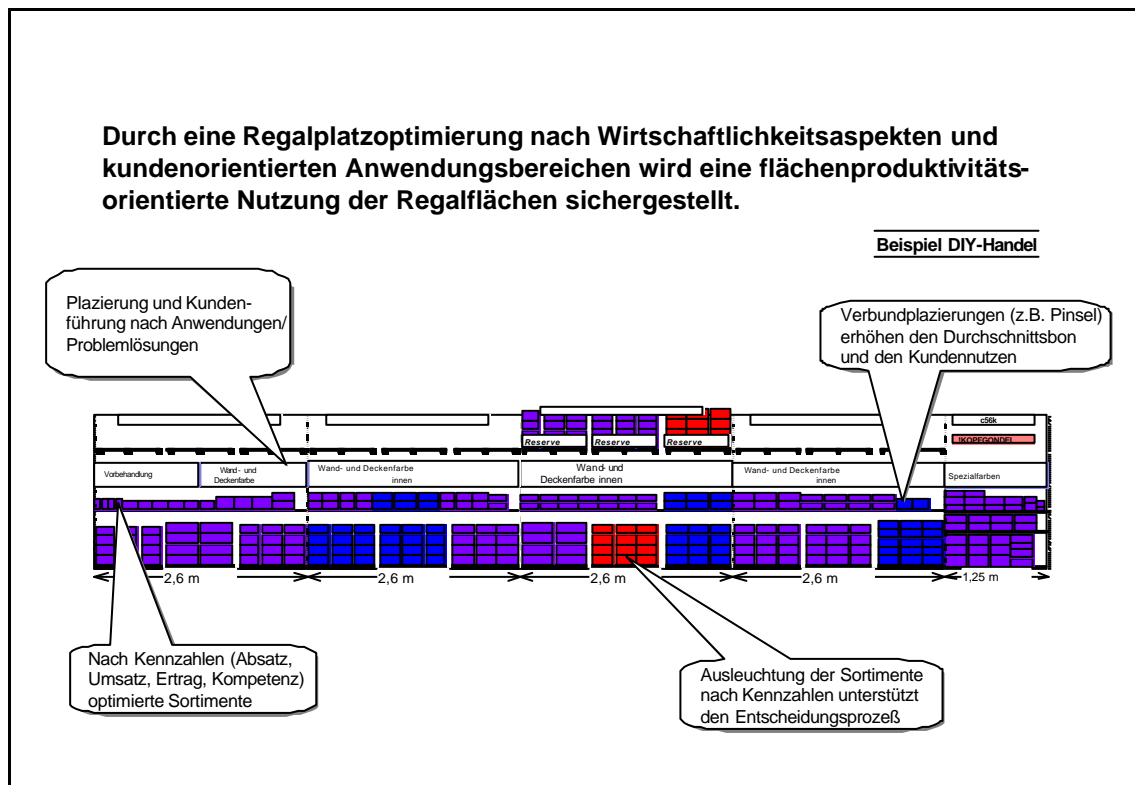 Durch eine Regalplatzoptimierung nach Wirtschaftlichkeitsaspekten und
kundenorientierten Anwendungsbereichen wird eine flächenproduktivitäts-
orientierte Nutzung der Regalflächen sichergestellt.
Beispiel DIY-Handel
Plazierung und Kunden-
führung nach Anwendungen/
Problemlösungen
Verbundplazierungen (z.B. Pinsel)
erhöhen den Durchschnittsbon
und den Kundennutzen
c56k
!KOPFGONDEL
Reserve
Reserve
Reserve
Vorbehandlung
Wand- und
Deckenfarbe
Wand- und Deckenfarbe
innen
Wand- und
Deckenfarbe innen
Wand- und Deckenfarbe
innen
Spezialfarben
2,6 m
2,6 m
2,6 m
2,6 m
1,25 m
Nach Kennzahlen (Absatz,
Umsatz, Ertrag, Kompetenz)
optimierte Sortimente
Ausleuchtung der Sortimente
nach Kennzahlen unterstützt
den Entscheidungsprozeß